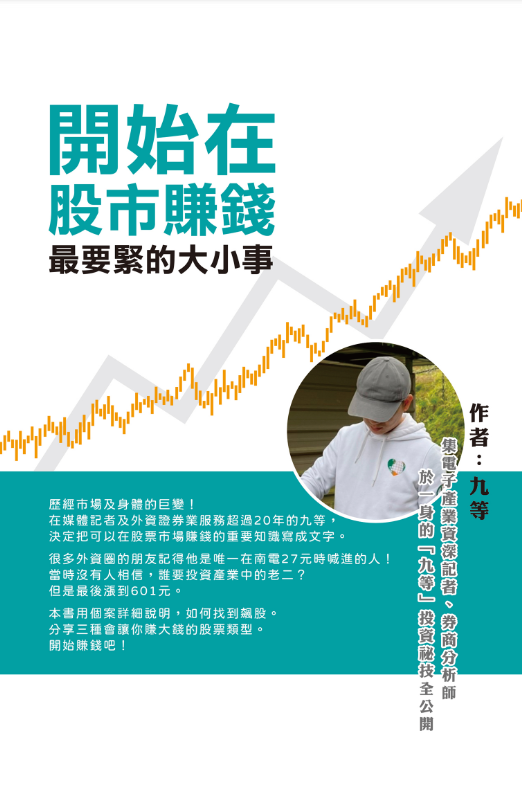 開始在
股市賺錢
最要緊的大小事
作者：九等
集電子產業資深記者、券商分析師
於一身的「九等」投資祕技全公開
歷經市場及身體的巨變！
在媒體記者及外資證券業服務超過20年的九等，
決定把可以在股票市場賺錢的重要知識寫成文字。
很多外資圈的朋友記得他是唯一在南電27元時喊進的人！
當時沒有人相信，誰要投資產業中的老二？
但是最後漲到601元。
本書用個案詳細說明，如何找到飆股。
分享三種會讓你賺大錢的股票類型。
開始賺錢吧！